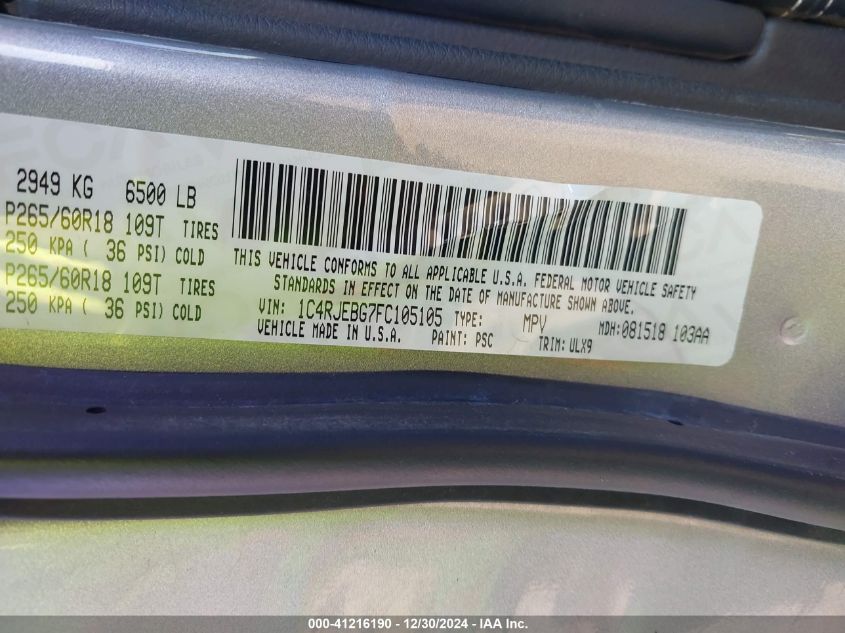 2949 KG 6500 LB
P265/60R18 109T TIRES
250 KPA ( 36 PSI) COLD
P265/60R18 109T TIRES
250 KPA ( 36 PSI) COLD
THIS VEHICLE CONFORMS TO ALL APPLICABLE U.S.A. FEDERAL MOTOR VEHICLE SAFETY
STANDARDS IN EFFECT ON THE DATE OF MANUFACTURE SHOWN ABOVE.
VIN: 1C4RJEBG7FC105105 TYPE: MPV MDH:081518 103AA
VEHICLE MADE IN U.S.A. PAINT: PSC TRIM: ULX9
000-41216190 - 12/30/2024 - IAA Inc.